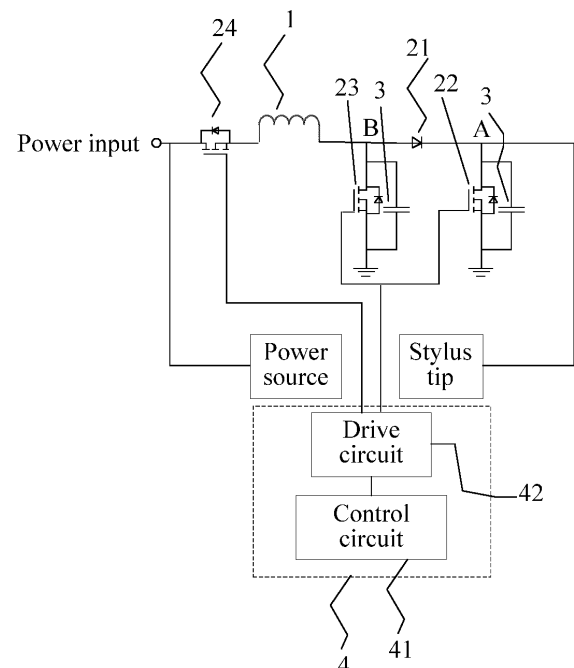 24
1
21
23
3
22
3
B
A
Power input
Power
source
Stylus
tip
Drive
circuit
42
Control
circuit
4
41